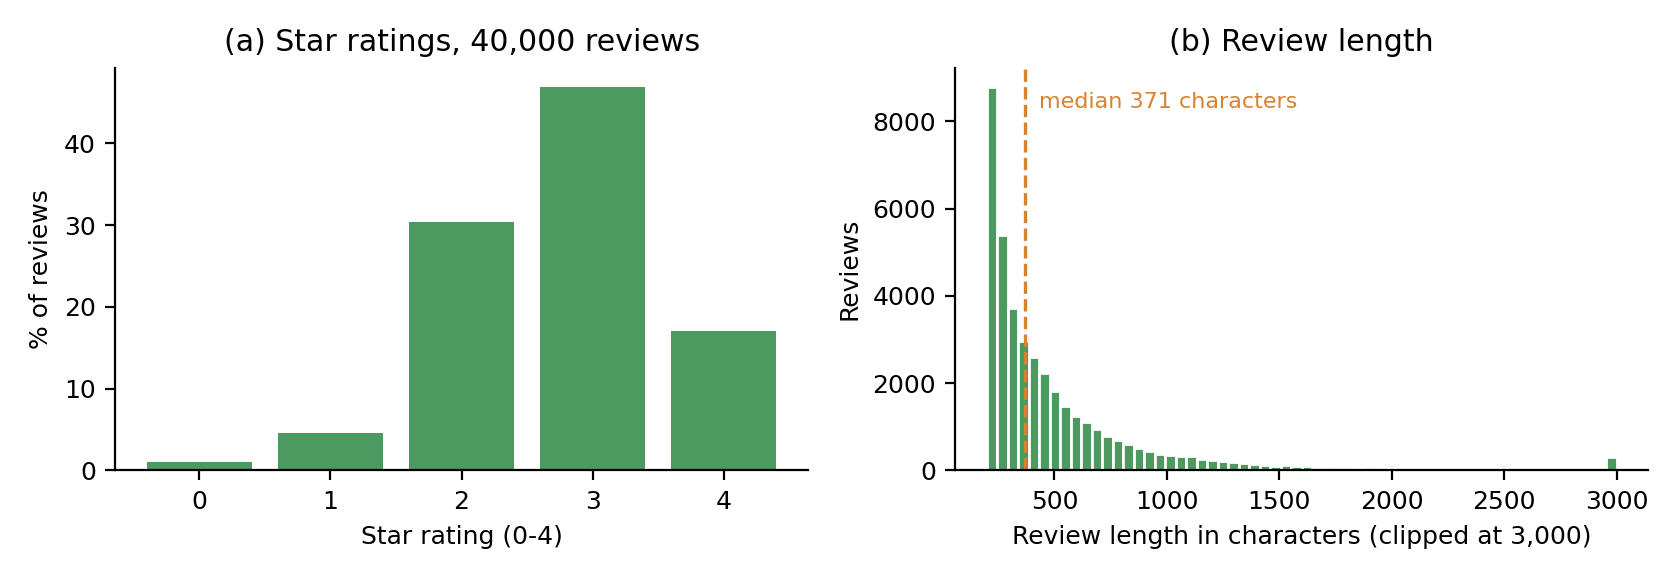 (a) Star ratings, 40,000 reviews
% of reviews
40
30
20
10
0
0 1 2 3 4
Star rating (0-4)
(b) Review length
median 371 characters
Reviews
8000
6000
4000
2000
0
500 1000 1500 2000 2500 3000
Review length in characters (clipped at 3,000)